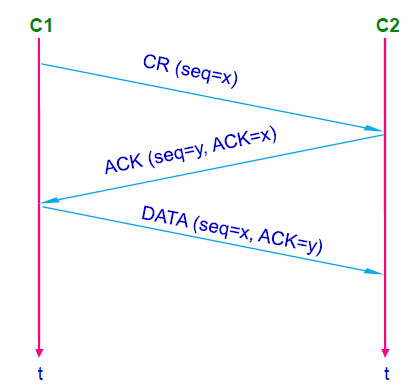 C1
C2
CR (seq=x)
ACK (seq=y, ACK=x)
DATA (seq=x, ACK=y)
t
t